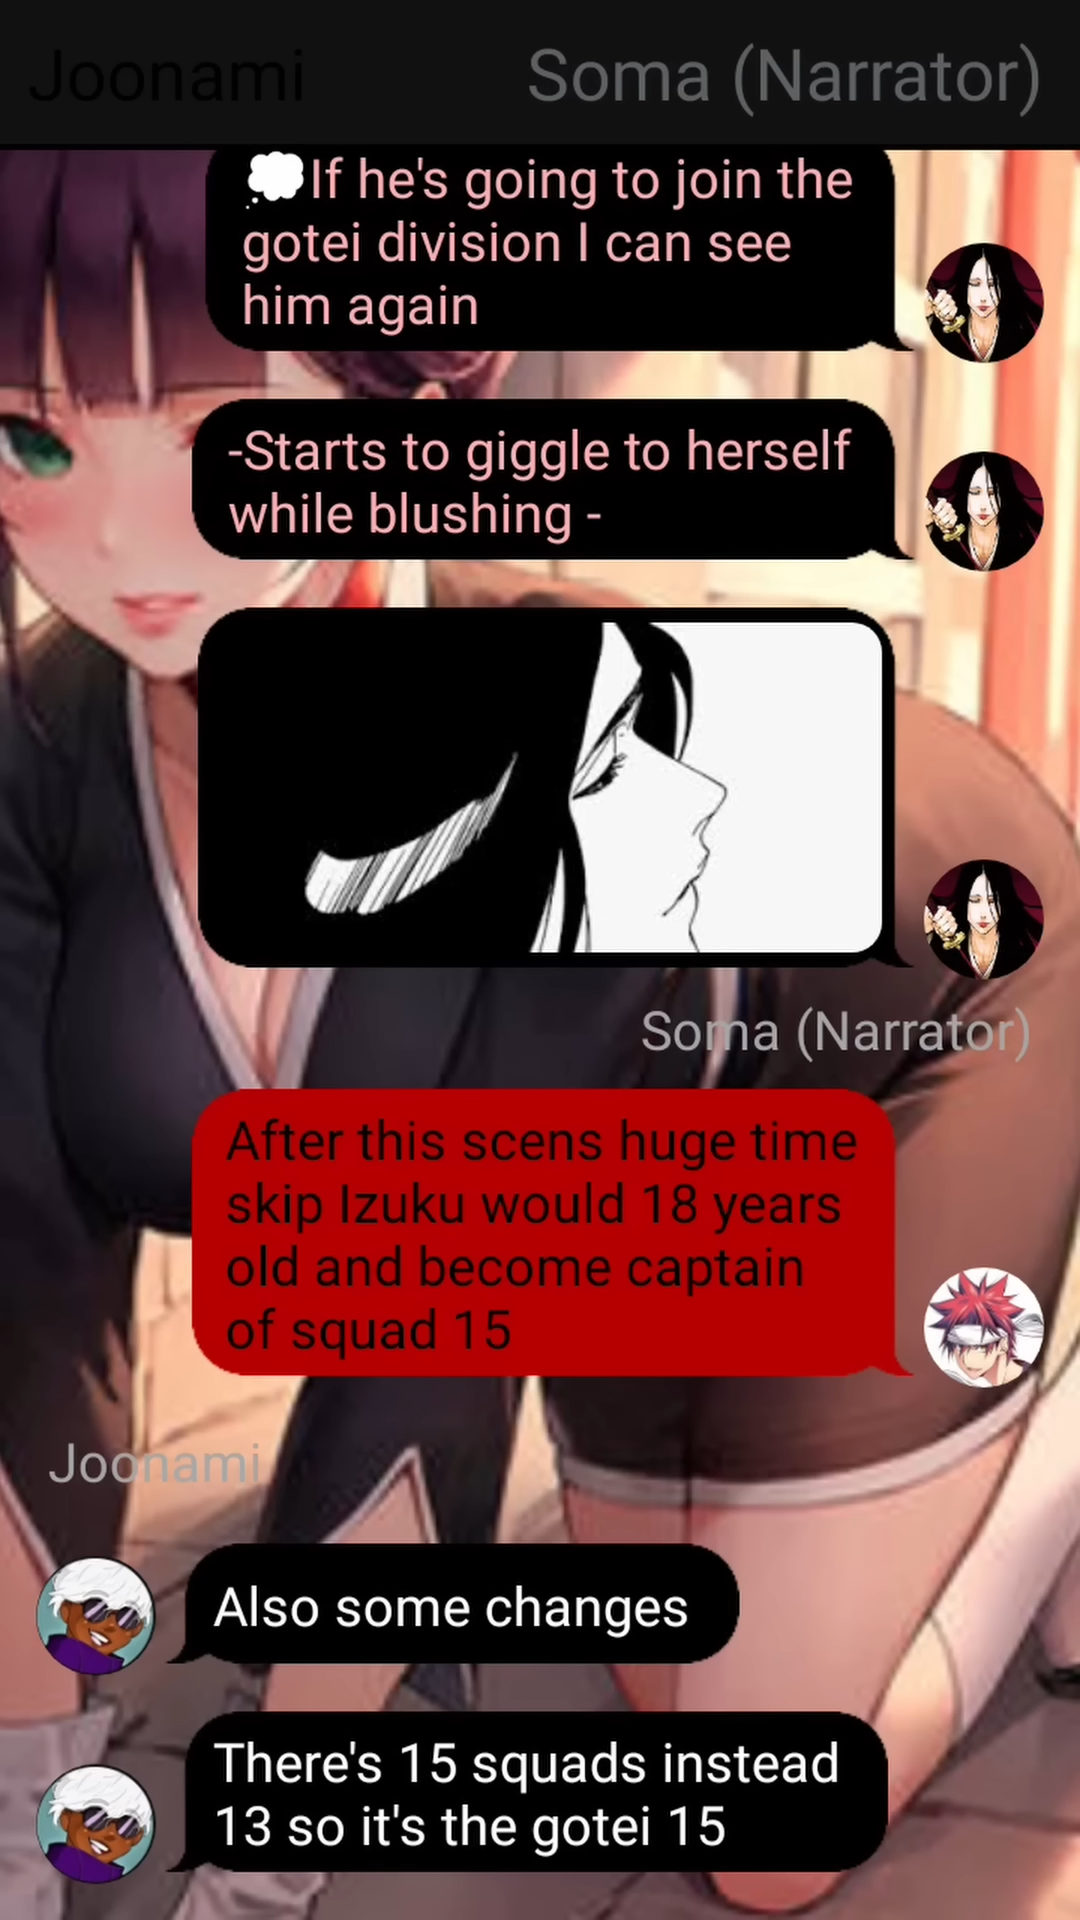 Joonami
Soma (Narrator)
💭If he's going to join the
gotei division I can see
him again
-Starts to giggle to herself
while blushing -
Soma (Narrator)
After this scens huge time
skip Izuku would 18 years
old and become captain
of squad 15
Joonami
Also some changes
There's 15 squads instead
13 so it's the gotei 15